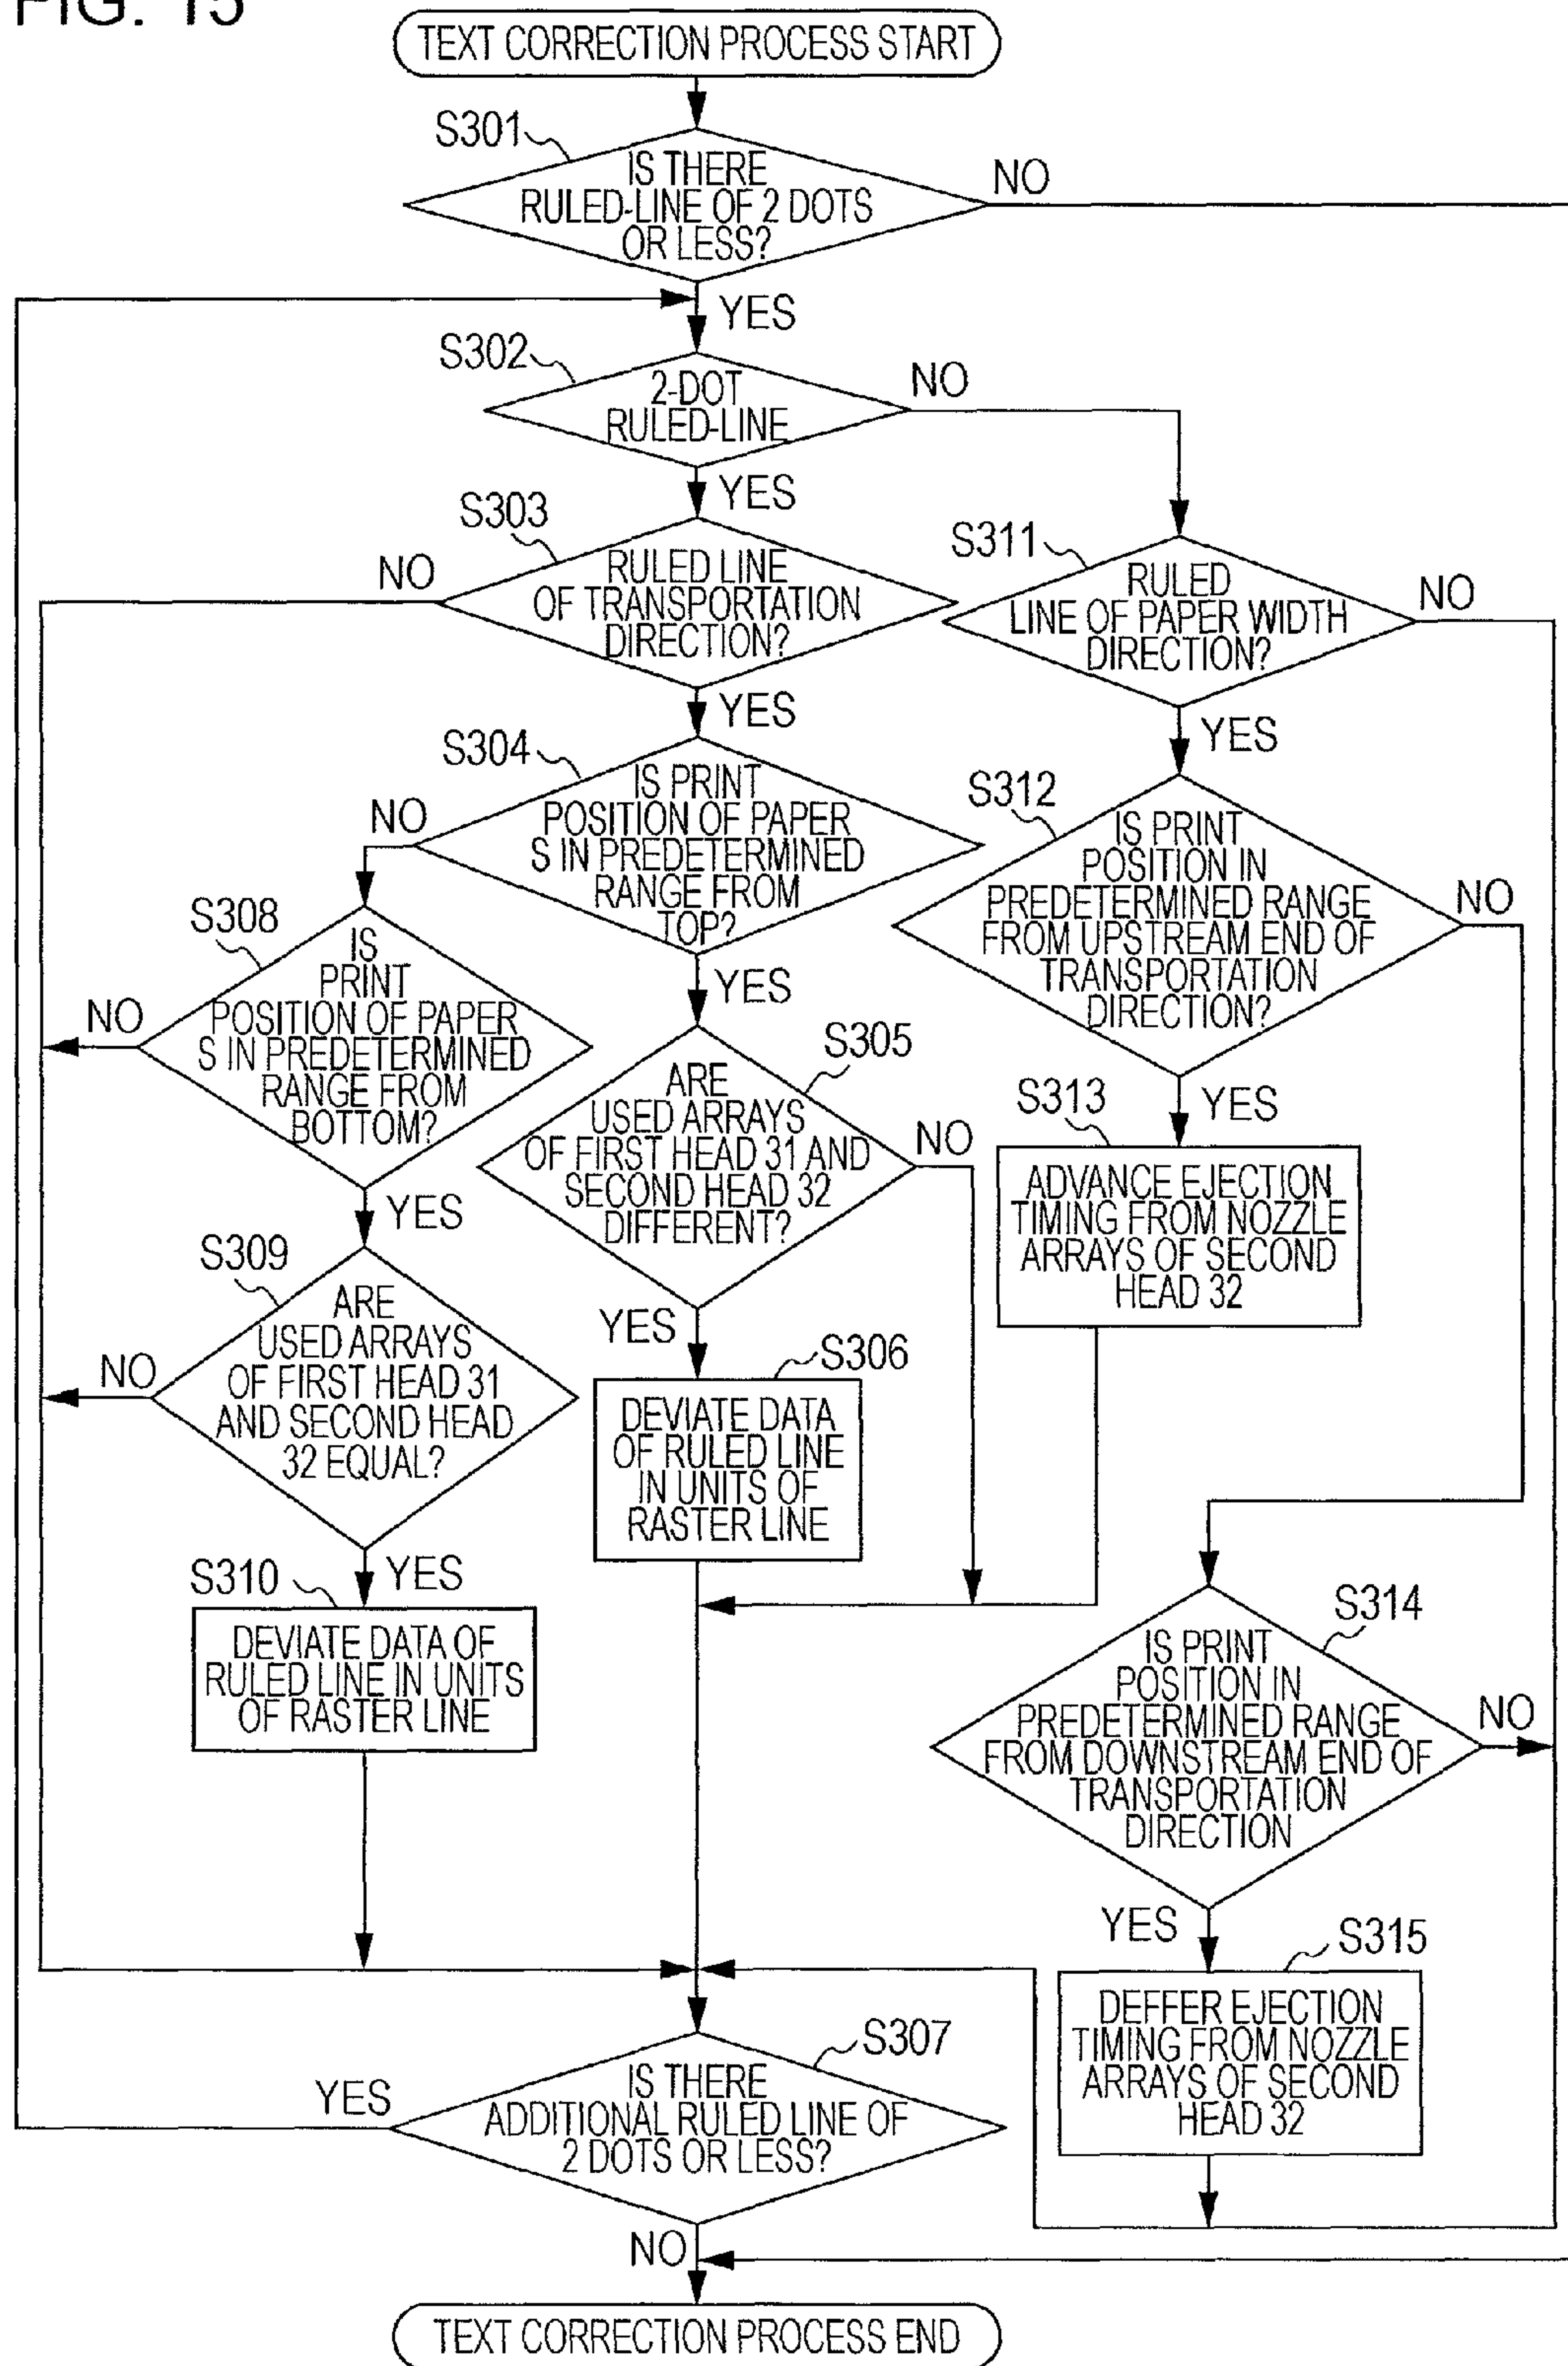 FIG. 15
TEXT CORRECTION PROCESS START
S301
IS THERE
RULED-LINE OF 2 DOTS
OR LESS?
NO
YES
S302
2-DOT
RULED-LINE
NO
YES
S303
RULED LINE
OF TRANSPORTATION
DIRECTION?
NO
YES
S311
RULED
LINE OF PAPER WIDTH
DIRECTION?
NO
YES
S304
IS PRINT
POSITION OF PAPER
S IN PREDETERMINED
RANGE FROM
TOP?
NO
YES
S312
IS PRINT
POSITION IN
PREDETERMINED RANGE
FROM UPSTREAM END OF
TRANSPORTATION
DIRECTION?
NO
YES
S308
IS
PRINT
POSITION OF PAPER
S IN PREDETERMINED
RANGE FROM
BOTTOM?
NO
YES
S305
ARE
USED ARRAYS
OF FIRST HEAD 31 AND
SECOND HEAD 32
DIFFERENT?
NO
YES
S313
ADVANCE EJECTION
TIMING FROM NOZZLE
ARRAYS OF SECOND
HEAD 32
S309
ARE
USED ARRAYS
OF FIRST HEAD 31
AND SECOND HEAD
32 EQUAL?
NO
YES
S306
DEVIATE DATA
OF RULED LINE
IN UNITS OF
RASTER LINE
S310
DEVIATE DATA OF
RULED LINE IN UNITS
OF RASTER LINE
S314
IS PRINT
POSITION IN
PREDETERMINED RANGE
FROM DOWNSTREAM END OF
TRANSPORTATION
DIRECTION
NO
YES
S315
DEFFER EJECTION
TIMING FROM NOZZLE
ARRAYS OF SECOND
HEAD 32
S307
IS THERE
ADDITIONAL RULED LINE OF
2 DOTS OR LESS?
YES
NO
TEXT CORRECTION PROCESS END